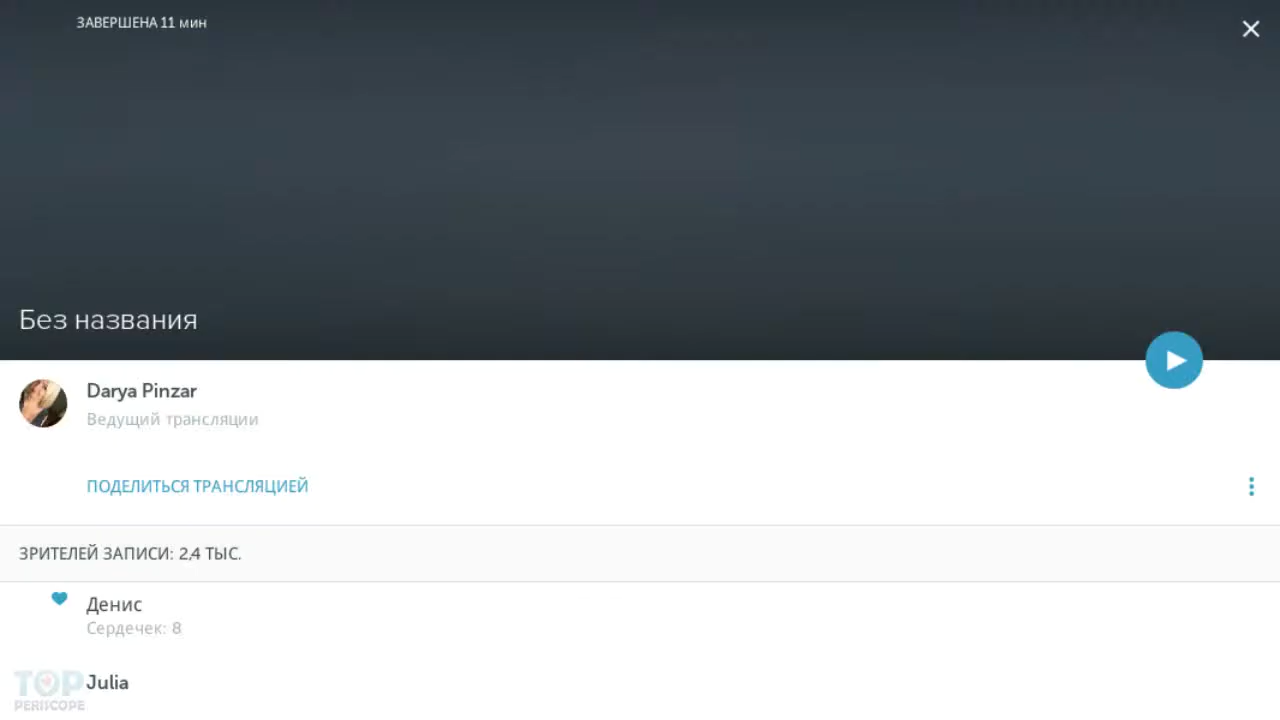 ЗАВЕРШЕНА 11 мин
Без названия
Darya Pinzar
Ведущий трансляции
ПОДЕЛИТЬСЯ ТРАНСЛЯЦИЕЙ
ЗРИТЕЛЕЙ ЗАПИСИ: 2,4 ТЫС.
Денис
Сердечек: 8
Julia
TOP
PERISCOPE